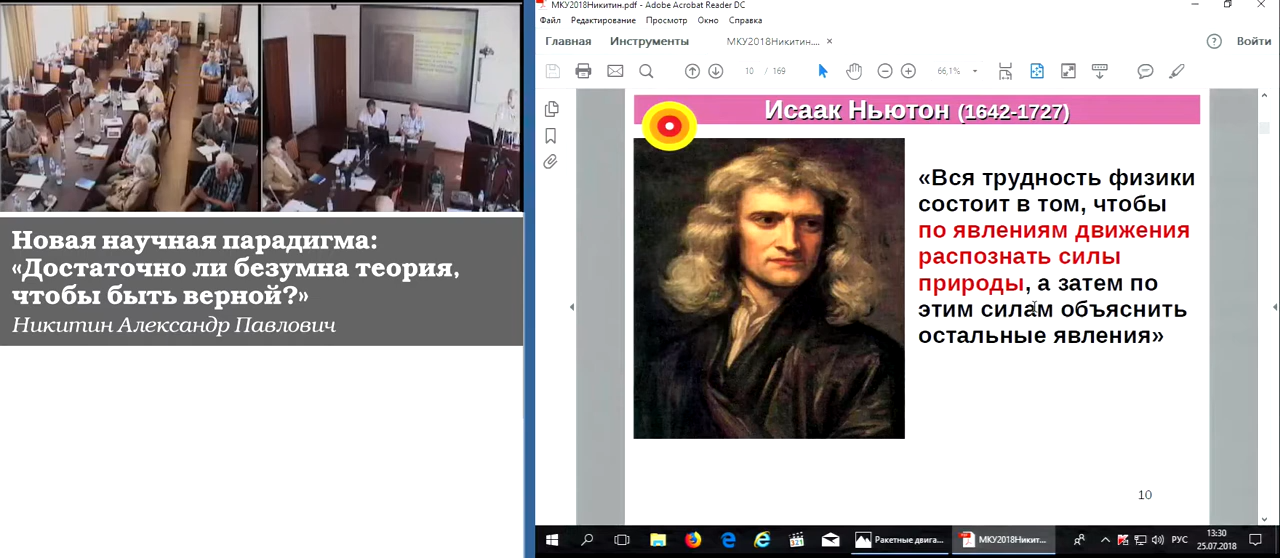 Новая научная парадигма:
«Достаточно ли безумна теория,
чтобы быть верной?»
Никитин Александр Павлович
МКУ2018Никитин.pdf - Adobe Acrobat Reader DC
Файл Редактирование Просмотр Окно Справка
Главная Инструменты МКУ2018Никитин.... × Войти
10 / 169 66,1%
Исаак Ньютон (1642-1727)
«Вся трудность физики
состоит в том, чтобы
по явлениям движения
распознать силы
природы, а затем по
этим силам объяснить
остальные явления»
10
Ракетные двига... МКУ2018Никит... РУС 13:30
25.07.2018